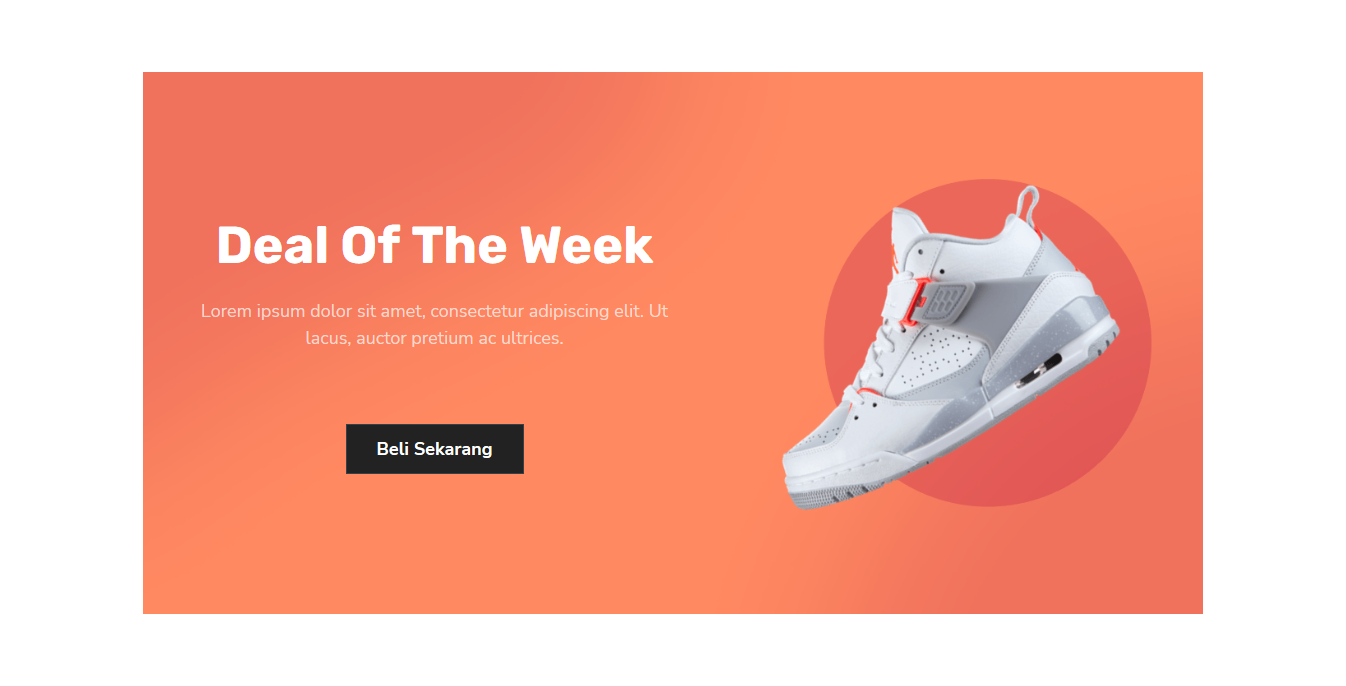 Deal Of The Week
Lorem ipsum dolor sit amet, consectetur adipiscing elit. Ut
lacus, auctor pretium ac ultrices.
Beli Sekarang